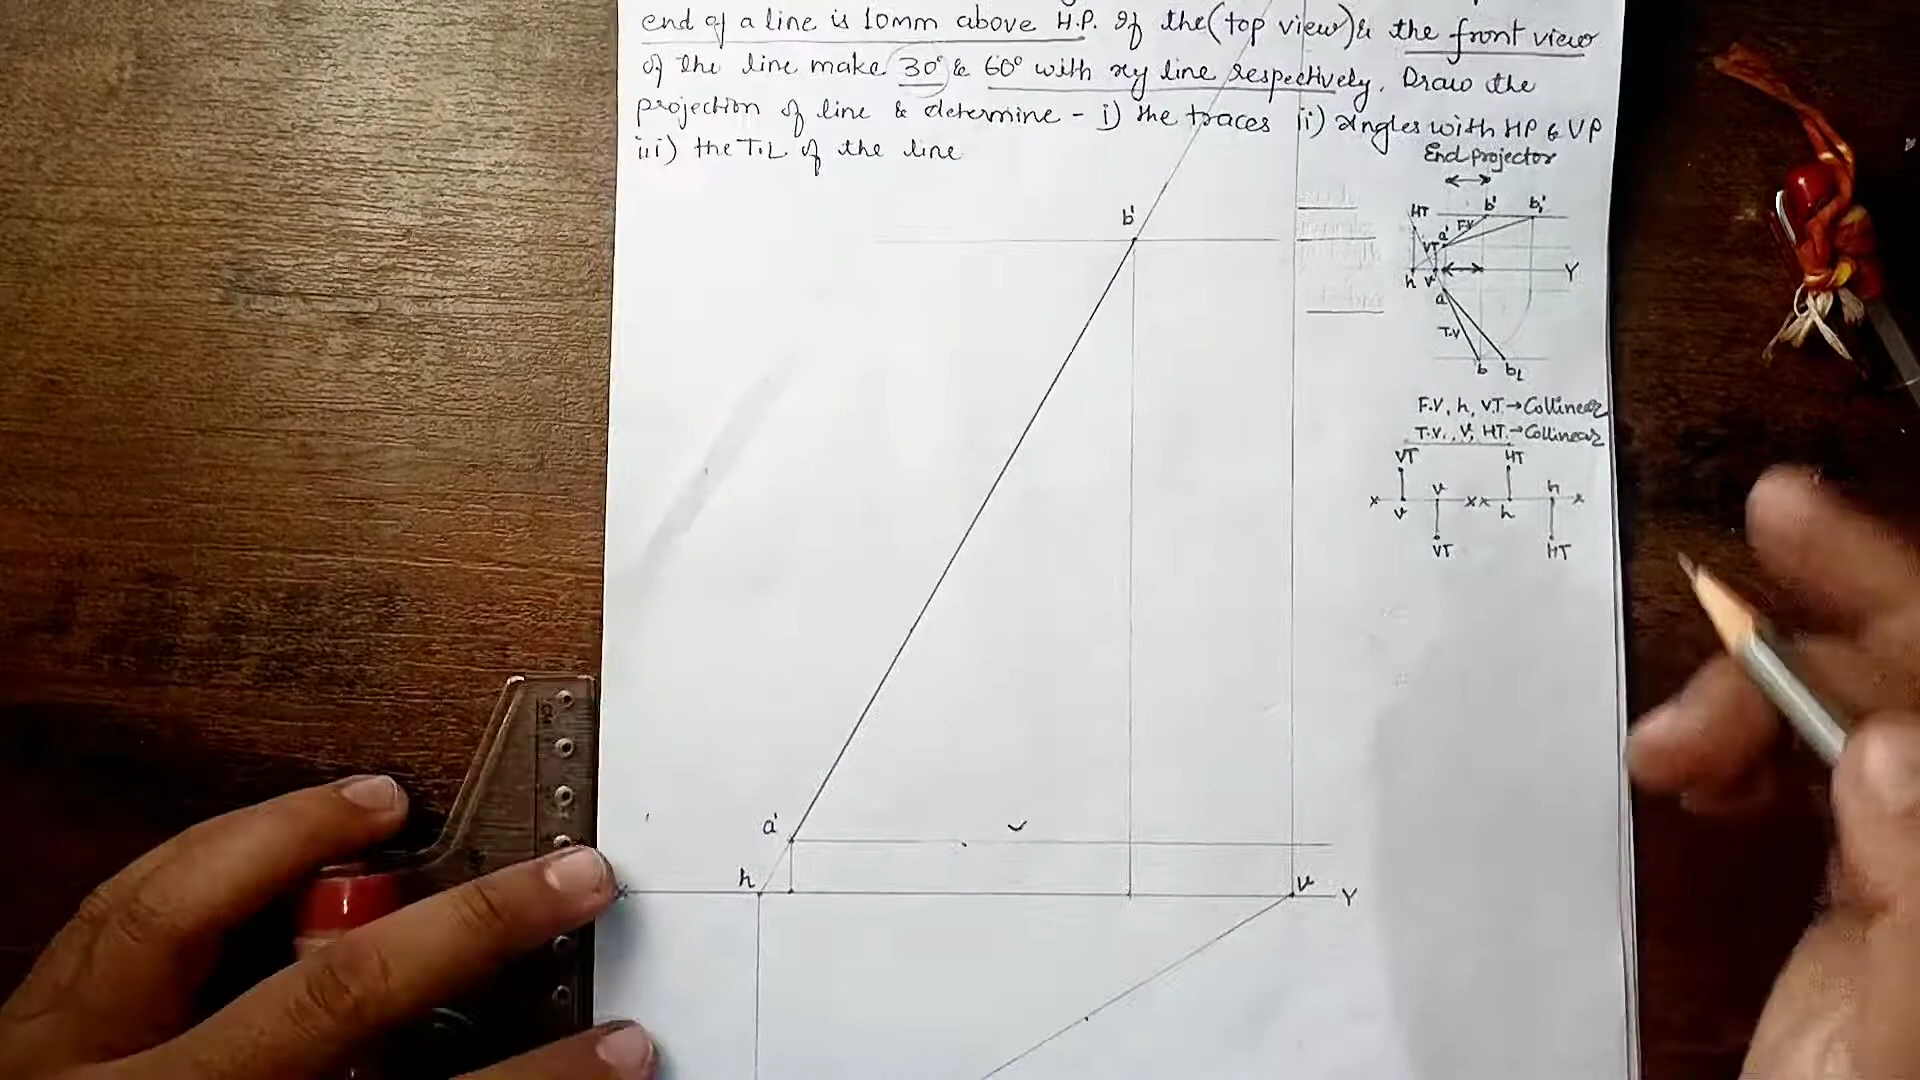 end of a line is 10mm above H.P. If the (top view) & the front view
of the line make 30° & 60° with xy line respectively. Draw the
projection of line & determine - i) the traces ii) Angles with HP & VP
iii) the T.L of the line
End projector
b' b1'
HT
F.V
a'
VT
h v Y
a
T.V
b b1
F.V, h, V.T. → Collinear
T.V., V, HT. → Collinear
VT HT
v h
x x x x
v h
VT HT
b'
a'
h v Y
x
CM